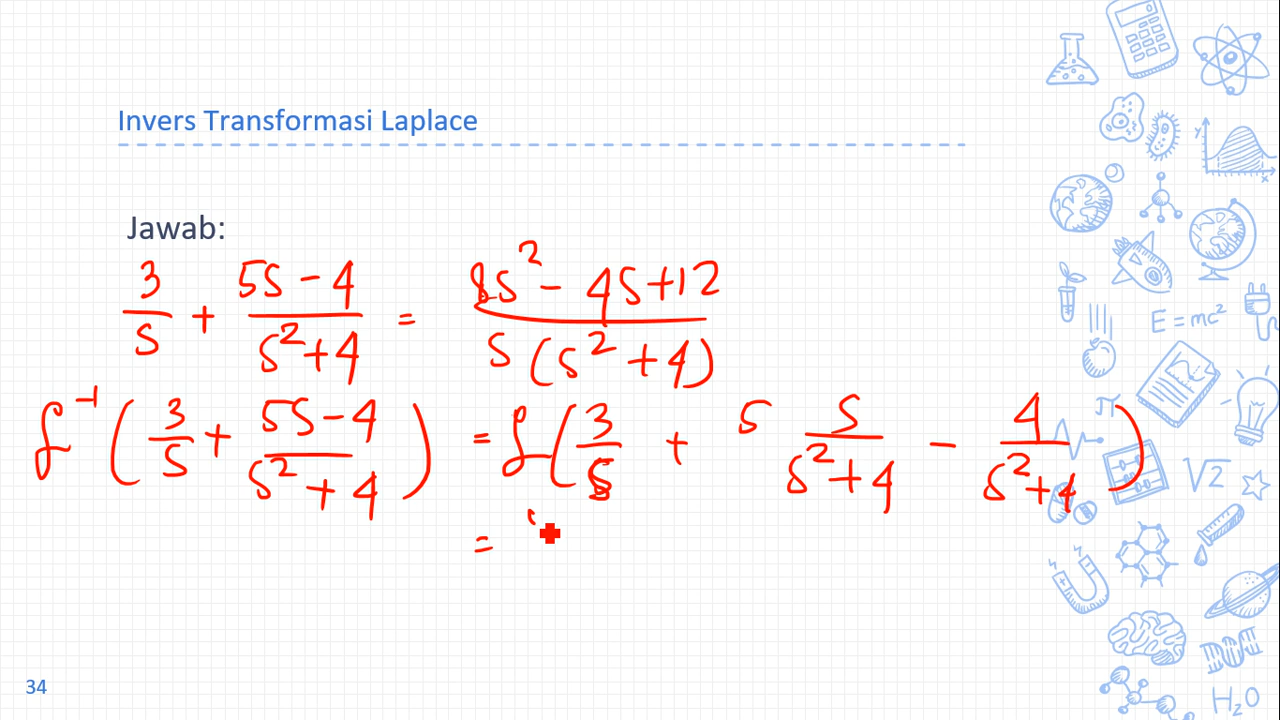 Invers Transformasi Laplace
Jawab:
3/s + (5s - 4)/(s² + 4) = (8s² - 4s + 12)/(s(s² + 4))
ℒ⁻¹(3/s + (5s - 4)/(s² + 4)) = ℒ(3/s + 5 s/(s² + 4) - 4/(s² + 4))
=
34
Y
X
E = mc²
π
√2
H₂O